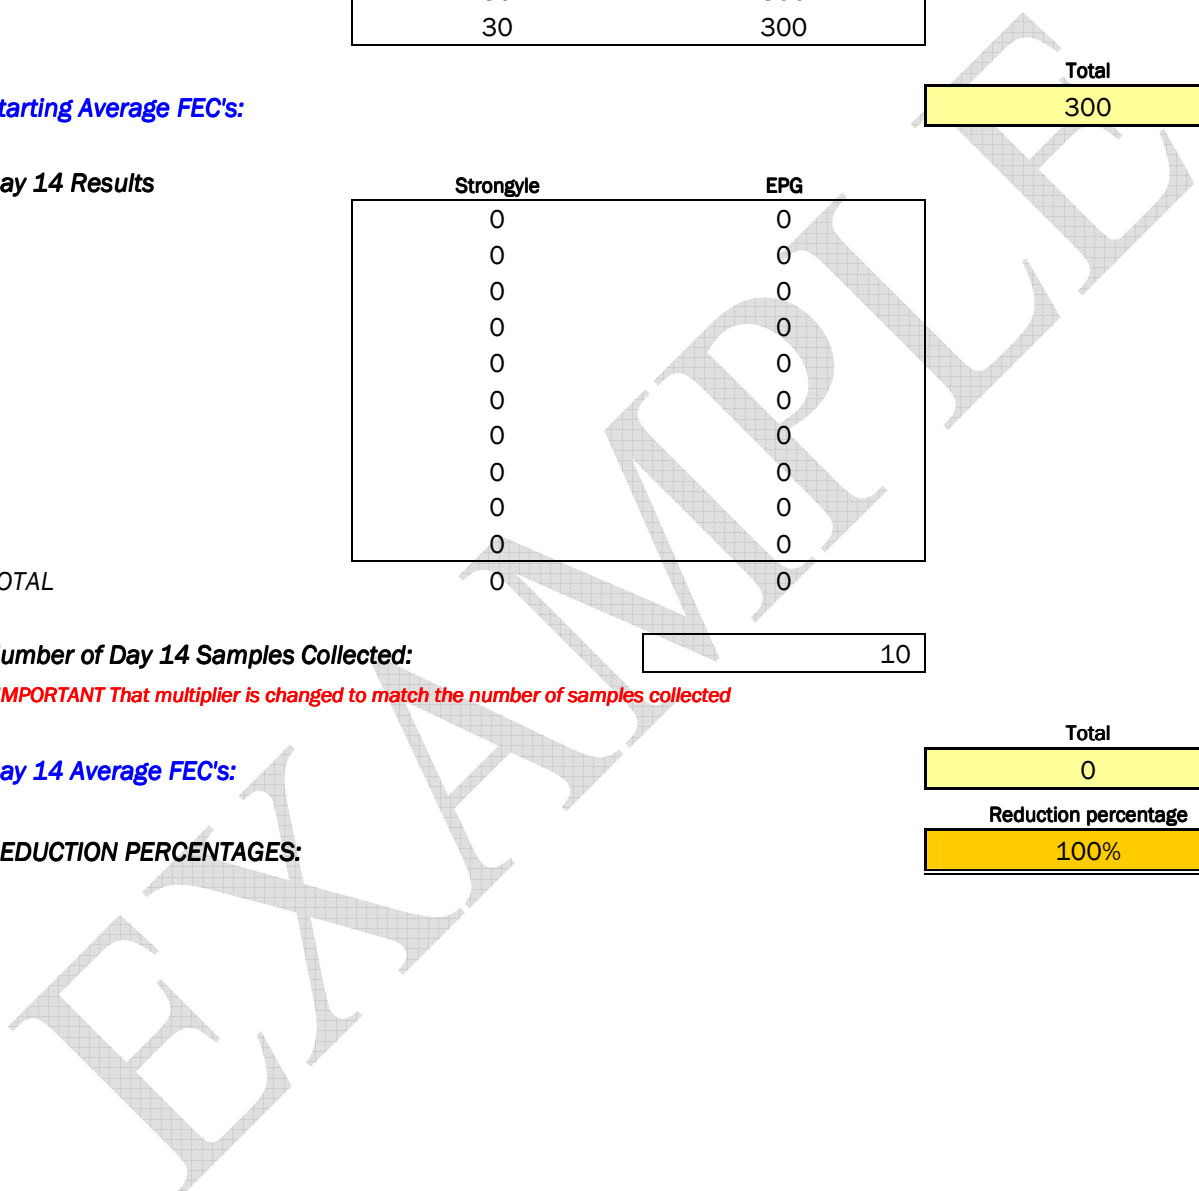 30 300
Total
tarting Average FEC's: 300
ay 14 Results Strongyle EPG
0 0
0 0
0 0
0 0
0 0
0 0
0 0
0 0
0 0
0 0
OTAL 0 0
umber of Day 14 Samples Collected: 10
IMPORTANT That multiplier is changed to match the number of samples collected
Total
ay 14 Average FEC's: 0
Reduction percentage
EDUCTION PERCENTAGES: 100%
EXAMPLE